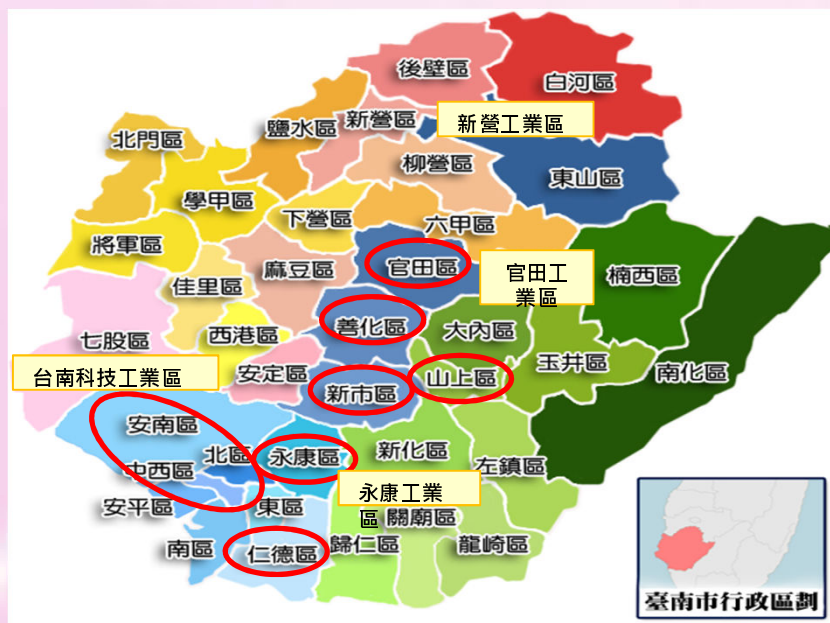 後壁區
白河區
新營工業區
新營區
鹽水區
北門區
柳營區
東山區
學甲區
下營區
六甲區
將軍區
麻豆區
官田區
官田工
業區
楠西區
佳里區
善化區
大內區
七股區
西港區
玉井區
台南科技工業區
安定區
新市區
山上區
南化區
安南區
北區
永康區
新化區
左鎮區
中西區
永康工業
區
安平區
東區
關廟區
南區
仁德區
歸仁區
龍崎區
臺南市行政區劃